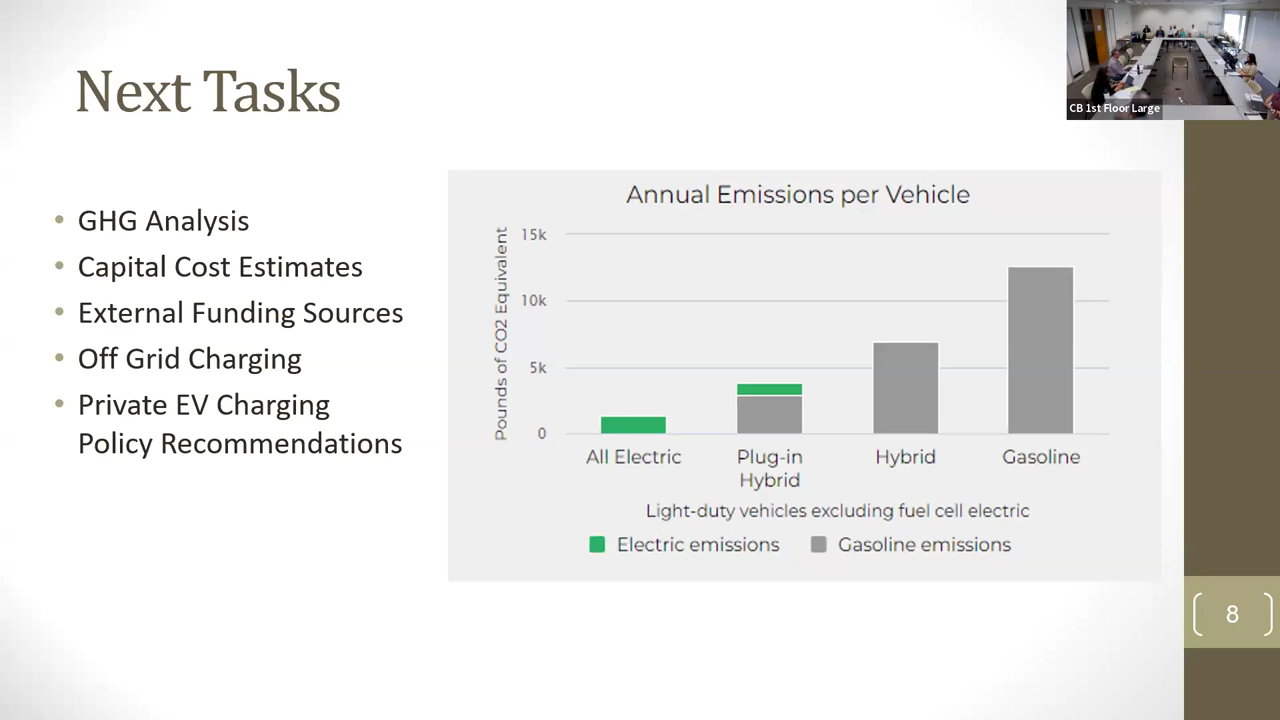 Next Tasks
CB 1st Floor Large
• GHG Analysis
• Capital Cost Estimates
• External Funding Sources
• Off Grid Charging
• Private EV Charging
Policy Recommendations
Annual Emissions per Vehicle
Pounds of CO2 Equivalent
15k
10k
5k
0
All Electric
Plug-in
Hybrid
Hybrid
Gasoline
Light-duty vehicles excluding fuel cell electric
Electric emissions
Gasoline emissions
8